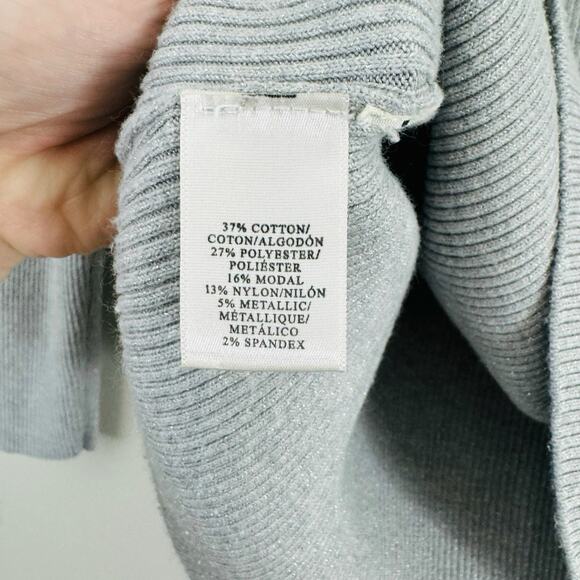 37% COTTON/
COTON/ALGODÓN
27% POLYESTER/
POLIÉSTER
16% MODAL
13% NYLON/NILÓN
5% METALLIC/
MÉTALLIQUE/
METÁLICO
2% SPANDEX